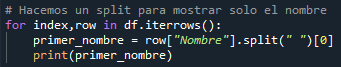 # Hacemos un split para mostrar solo el nombre
for index,row in df.iterrows():
    primer_nombre = row["Nombre"].split(" ")[0]
    print(primer_nombre)